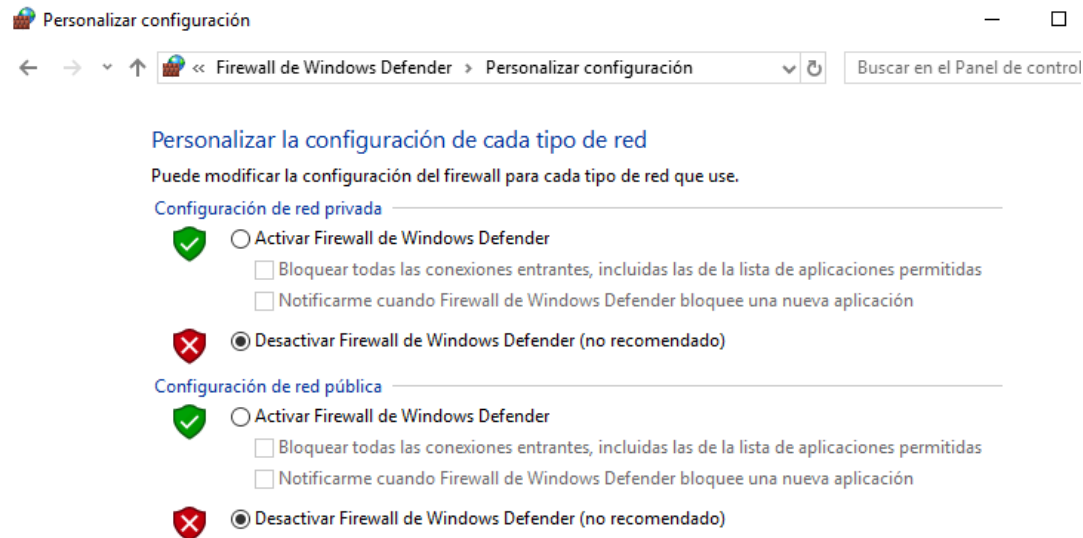 Personalizar configuración
« Firewall de Windows Defender > Personalizar configuración
Buscar en el Panel de control
Personalizar la configuración de cada tipo de red
Puede modificar la configuración del firewall para cada tipo de red que use.
Configuración de red privada
Activar Firewall de Windows Defender
Bloquear todas las conexiones entrantes, incluidas las de la lista de aplicaciones permitidas
Notificarme cuando Firewall de Windows Defender bloquee una nueva aplicación
Desactivar Firewall de Windows Defender (no recomendado)
Configuración de red pública
Activar Firewall de Windows Defender
Bloquear todas las conexiones entrantes, incluidas las de la lista de aplicaciones permitidas
Notificarme cuando Firewall de Windows Defender bloquee una nueva aplicación
Desactivar Firewall de Windows Defender (no recomendado)